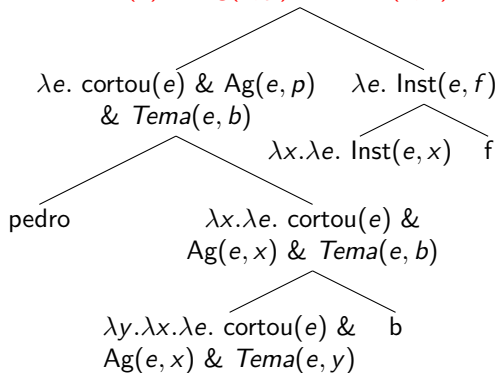 λe. cortou(e) & Ag(e, p) λe. Inst(e, f)
& Tema(e, b)
λx.λe. Inst(e, x) f
pedro λx.λe. cortou(e) &
Ag(e, x) & Tema(e, b)
λy.λx.λe. cortou(e) & b
Ag(e, x) & Tema(e, y)